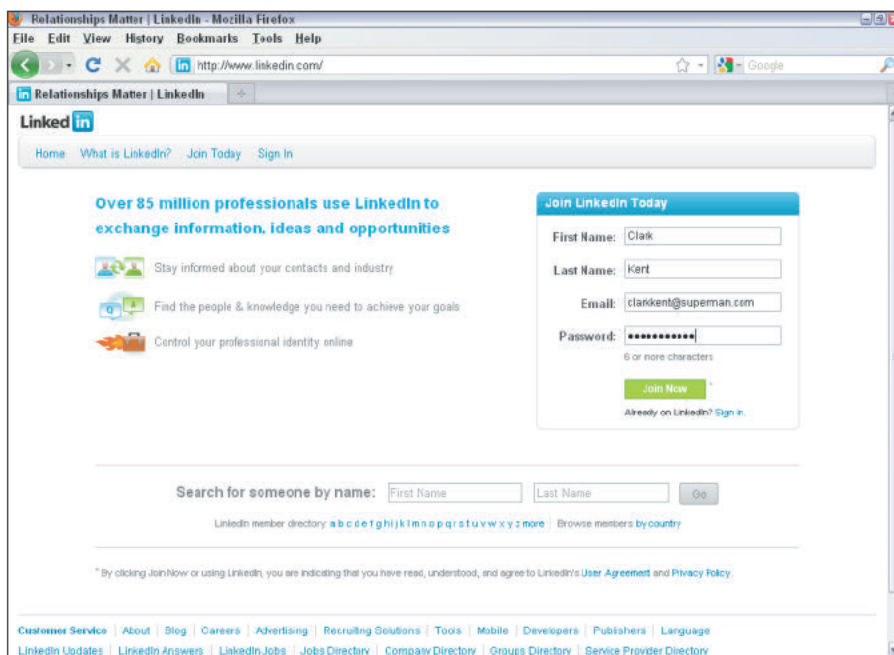 Relationships Matter | LinkedIn - Mozilla Firefox
File Edit View History Bookmarks Tools Help
http://www.linkedin.com/
Google
Relationships Matter | LinkedIn
Linked in
Home What is LinkedIn? Join Today Sign In
Over 85 million professionals use LinkedIn to
exchange information, ideas and opportunities
Stay informed about your contacts and industry
Find the people & knowledge you need to achieve your goals
Control your professional identity online
Join LinkedIn Today
First Name: Clark
Last Name: Kent
Email: clarkkent@superman.com
Password: •••••••••••
6 or more characters
Join Now *
Already on LinkedIn? Sign in.
Search for someone by name: First Name Last Name Go
LinkedIn member directory a b c d e f g h i j k l m n o p q r s t u v w x y z more | Browse members by country
* By clicking Join Now or using LinkedIn, you are indicating that you have read, understood, and agree to LinkedIn's User Agreement and Privacy Policy.
Customer Service | About | Blog | Careers | Advertising | Recruiting Solutions | Tools | Mobile | Developers | Publishers | Language
LinkedIn Updates | LinkedIn Answers | LinkedIn Jobs | Jobs Directory | Company Directory | Groups Directory | Service Provider Directory